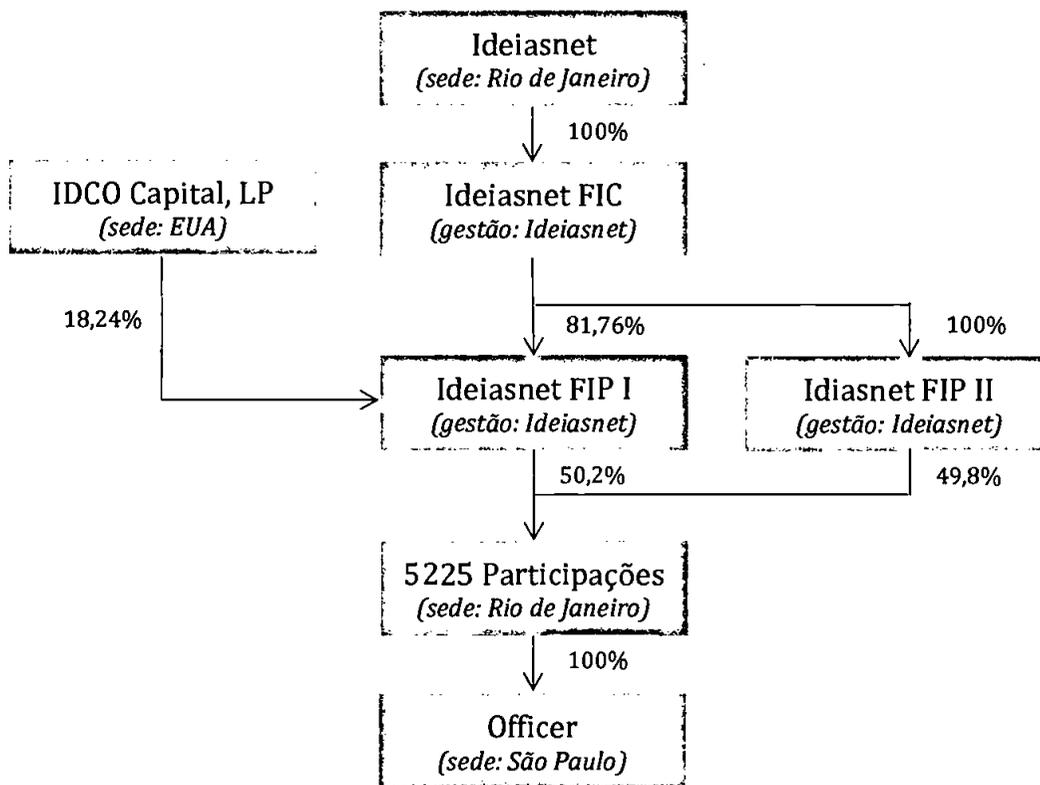 Ideiasnet
(sede: Rio de Janeiro)
100%
IDCO Capital, LP
(sede: EUA)
Ideiasnet FIC
(gestão: Ideiasnet)
18,24%
81,76%
100%
Ideiasnet FIP I
(gestão: Ideiasnet)
Idiasnet FIP II
(gestão: Ideiasnet)
50,2%
49,8%
5225 Participações
(sede: Rio de Janeiro)
100%
Officer
(sede: São Paulo)